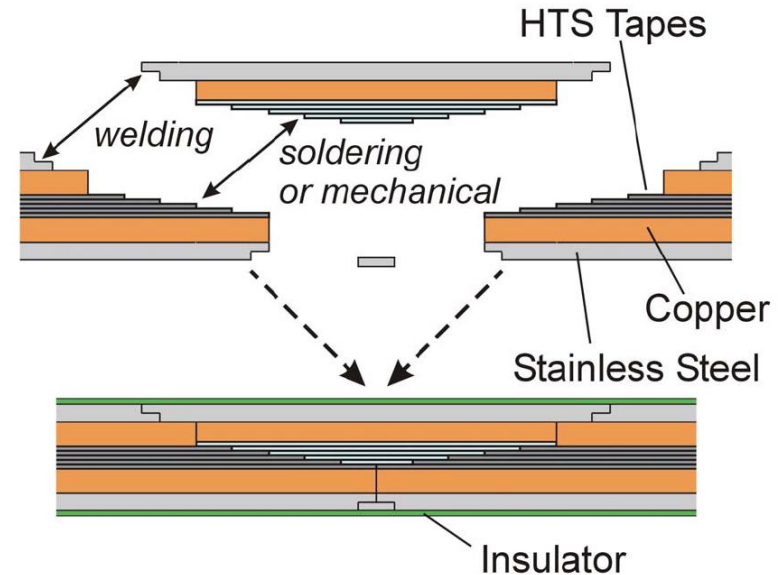 HTS Tapes
welding
soldering
or mechanical
Copper
Stainless Steel
Insulator